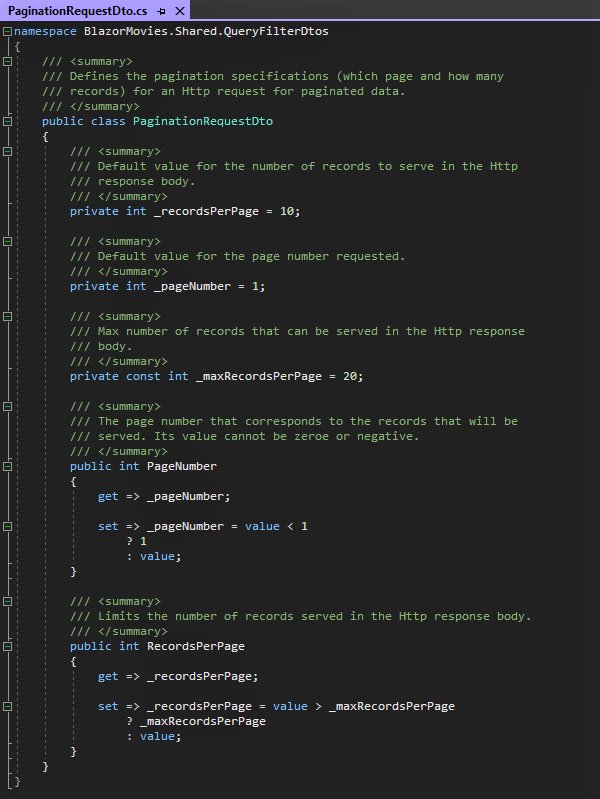 PaginationRequestDto.cs
namespace BlazorMovies.Shared.QueryFilterDtos
{
/// <summary>
/// Defines the pagination specifications (which page and how many
/// records) for an Http request for paginated data.
/// </summary>
public class PaginationRequestDto
{
/// <summary>
/// Default value for the number of records to serve in the Http
/// response body.
/// </summary>
private int _recordsPerPage = 10;
/// <summary>
/// Default value for the page number requested.
/// </summary>
private int _pageNumber = 1;
/// <summary>
/// Max number of records that can be served in the Http response
/// body.
/// </summary>
private const int _maxRecordsPerPage = 20;
/// <summary>
/// The page number that corresponds to the records that will be
/// served. Its value cannot be zeroe or negative.
/// </summary>
public int PageNumber
{
get => _pageNumber;
set => _pageNumber = value < 1
? 1
: value;
}
/// <summary>
/// Limits the number of records served in the Http response body.
/// </summary>
public int RecordsPerPage
{
get => _recordsPerPage;
set => _recordsPerPage = value > _maxRecordsPerPage
? _maxRecordsPerPage
: value;
}
}
}